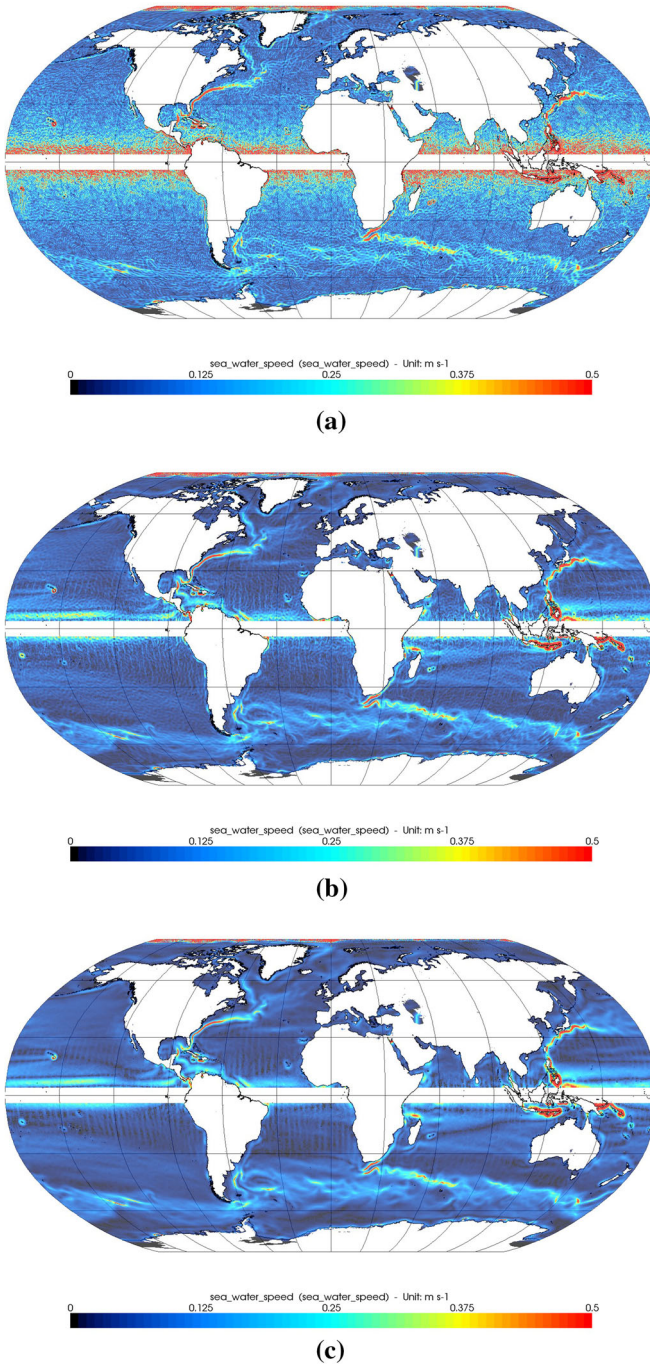 sea_water_speed (sea_water_speed) - Unit: m s-1
0 0.125 0.25 0.375 0.5
(a)
sea_water_speed (sea_water_speed) - Unit: m s-1
0 0.125 0.25 0.375 0.5
(b)
sea_water_speed (sea_water_speed) - Unit: m s-1
0 0.125 0.25 0.375 0.5
(c)